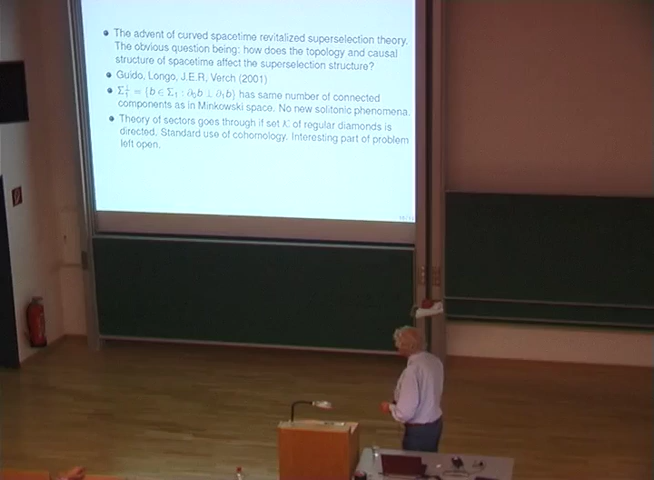 The advent of curved spacetime revitalized superselection theory.
The obvious question being: how does the topology and causal
structure of spacetime affect the superselection structure?
Guido, Longo, J.E.R, Verch (2001)
Σ₁^⊥ = {b ∈ Σ₁ : ∂₀b ⊥ ∂₁b} has same number of connected
components as in Minkowski space. No new solitonic phenomena.
Theory of sectors goes through if set K of regular diamonds is
directed. Standard use of cohomology. Interesting part of problem
left open.